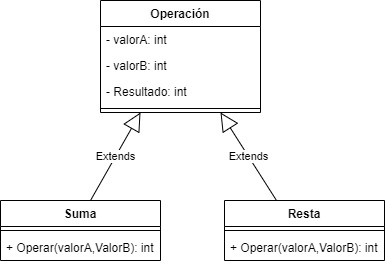 Operación
- valorA: int
- valorB: int
- Resultado: int
Extends
Extends
Suma
+ Operar(valorA,ValorB): int
Resta
+ Operar(valorA,ValorB): int